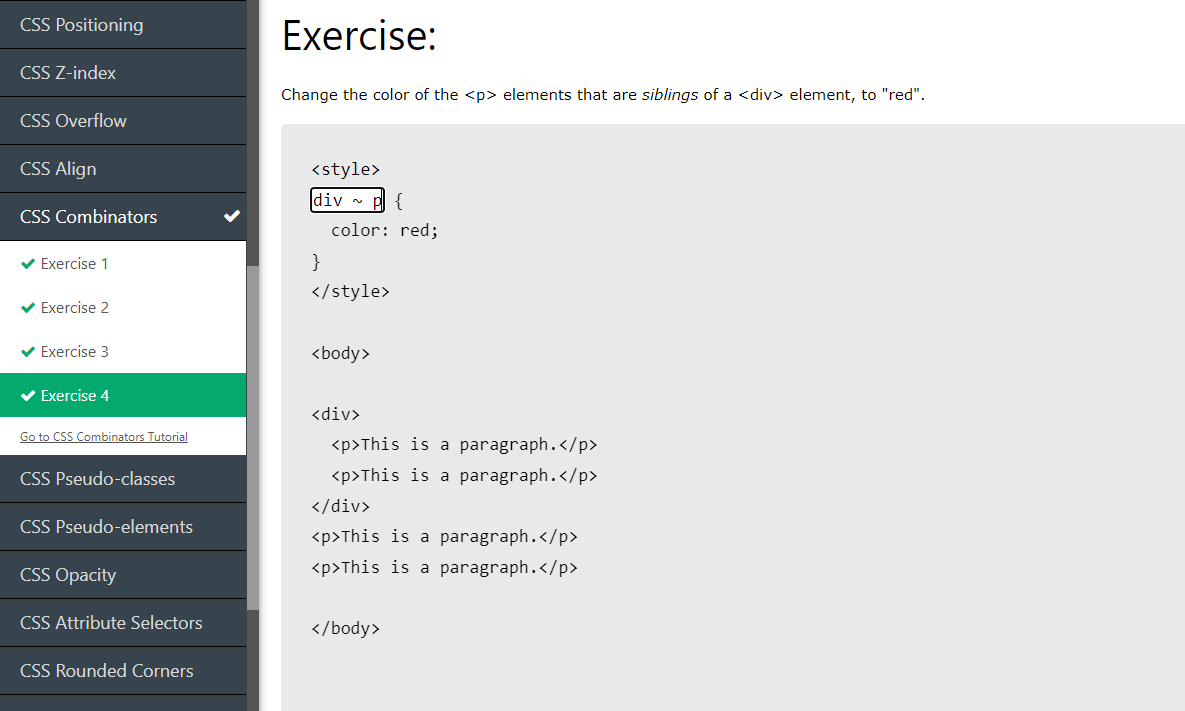 CSS Positioning
CSS Z-index
CSS Overflow
CSS Align
CSS Combinators
Exercise 1
Exercise 2
Exercise 3
Exercise 4
Go to CSS Combinators Tutorial
CSS Pseudo-classes
CSS Pseudo-elements
CSS Opacity
CSS Attribute Selectors
CSS Rounded Corners
Exercise:
Change the color of the <p> elements that are siblings of a <div> element, to "red".
<style>
div ~ p {
  color: red;
}
</style>
<body>
<div>
  <p>This is a paragraph.</p>
  <p>This is a paragraph.</p>
</div>
<p>This is a paragraph.</p>
<p>This is a paragraph.</p>
</body>